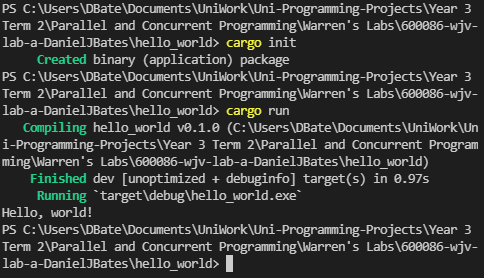 PS C:\Users\DBate\Documents\UniWork\Uni-Programming-Projects\Year 3
Term 2\Parallel and Concurrent Programming\Warren's Labs\600086-wjv-
lab-a-DanielJBates\hello_world> cargo init
     Created binary (application) package
PS C:\Users\DBate\Documents\UniWork\Uni-Programming-Projects\Year 3
Term 2\Parallel and Concurrent Programming\Warren's Labs\600086-wjv-
lab-a-DanielJBates\hello_world> cargo run
   Compiling hello_world v0.1.0 (C:\Users\DBate\Documents\UniWork\Un
i-Programming-Projects\Year 3 Term 2\Parallel and Concurrent Program
ming\Warren's Labs\600086-wjv-lab-a-DanielJBates\hello_world)
    Finished dev [unoptimized + debuginfo] target(s) in 0.97s
     Running `target\debug\hello_world.exe`
Hello, world!
PS C:\Users\DBate\Documents\UniWork\Uni-Programming-Projects\Year 3
Term 2\Parallel and Concurrent Programming\Warren's Labs\600086-wjv-
lab-a-DanielJBates\hello_world>